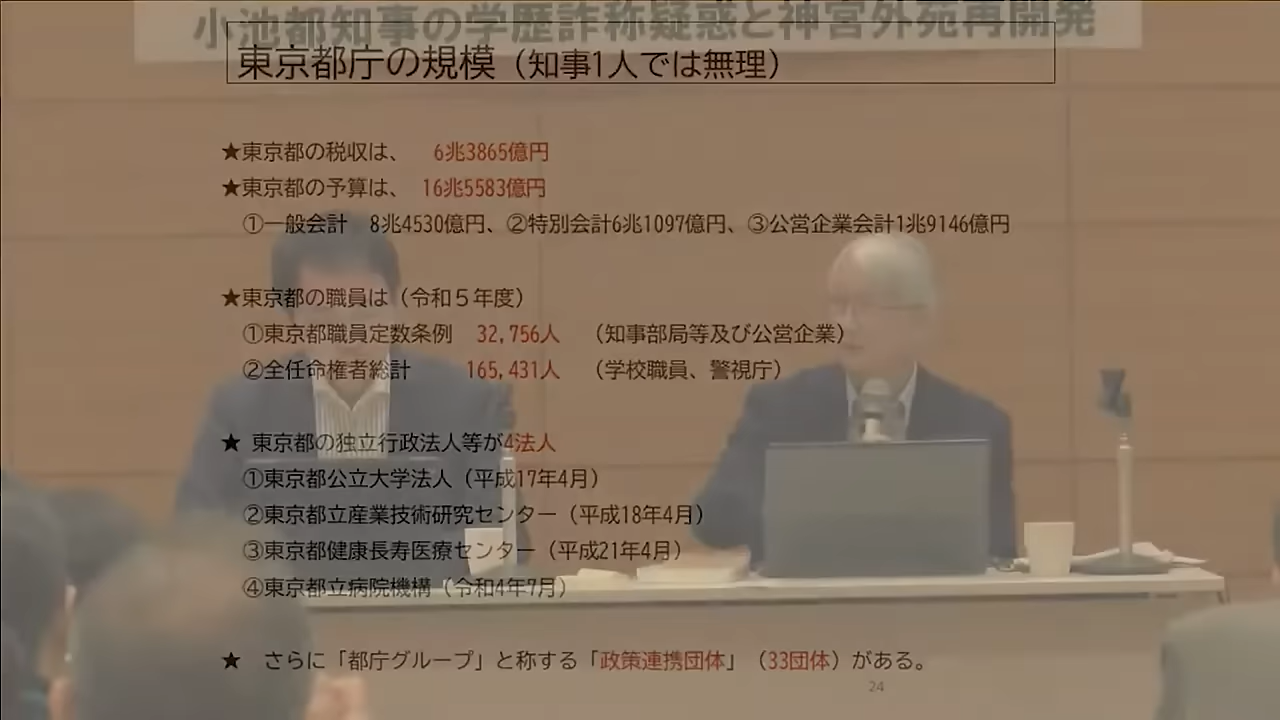 小池都知事の学歴詐称疑惑と神宮外苑再開発
東京都庁の規模（知事1人では無理）
★東京都の税収は、 6兆3865億円
★東京都の予算は、 16兆5583億円
①一般会計 8兆4530億円、②特別会計6兆1097億円、③公営企業会計1兆9146億円
★東京都の職員は（令和５年度）
①東京都職員定数条例 32,756人 （知事部局等及び公営企業）
②全任命権者総計 165,431人 （学校職員、警視庁）
★ 東京都の独立行政法人等が4法人
①東京都公立大学法人（平成17年4月）
②東京都立産業技術研究センター（平成18年4月）
③東京都健康長寿医療センター（平成21年4月）
④東京都立病院機構（令和4年7月）
★ さらに「都庁グループ」と称する「政策連携団体」（33団体）がある。
24